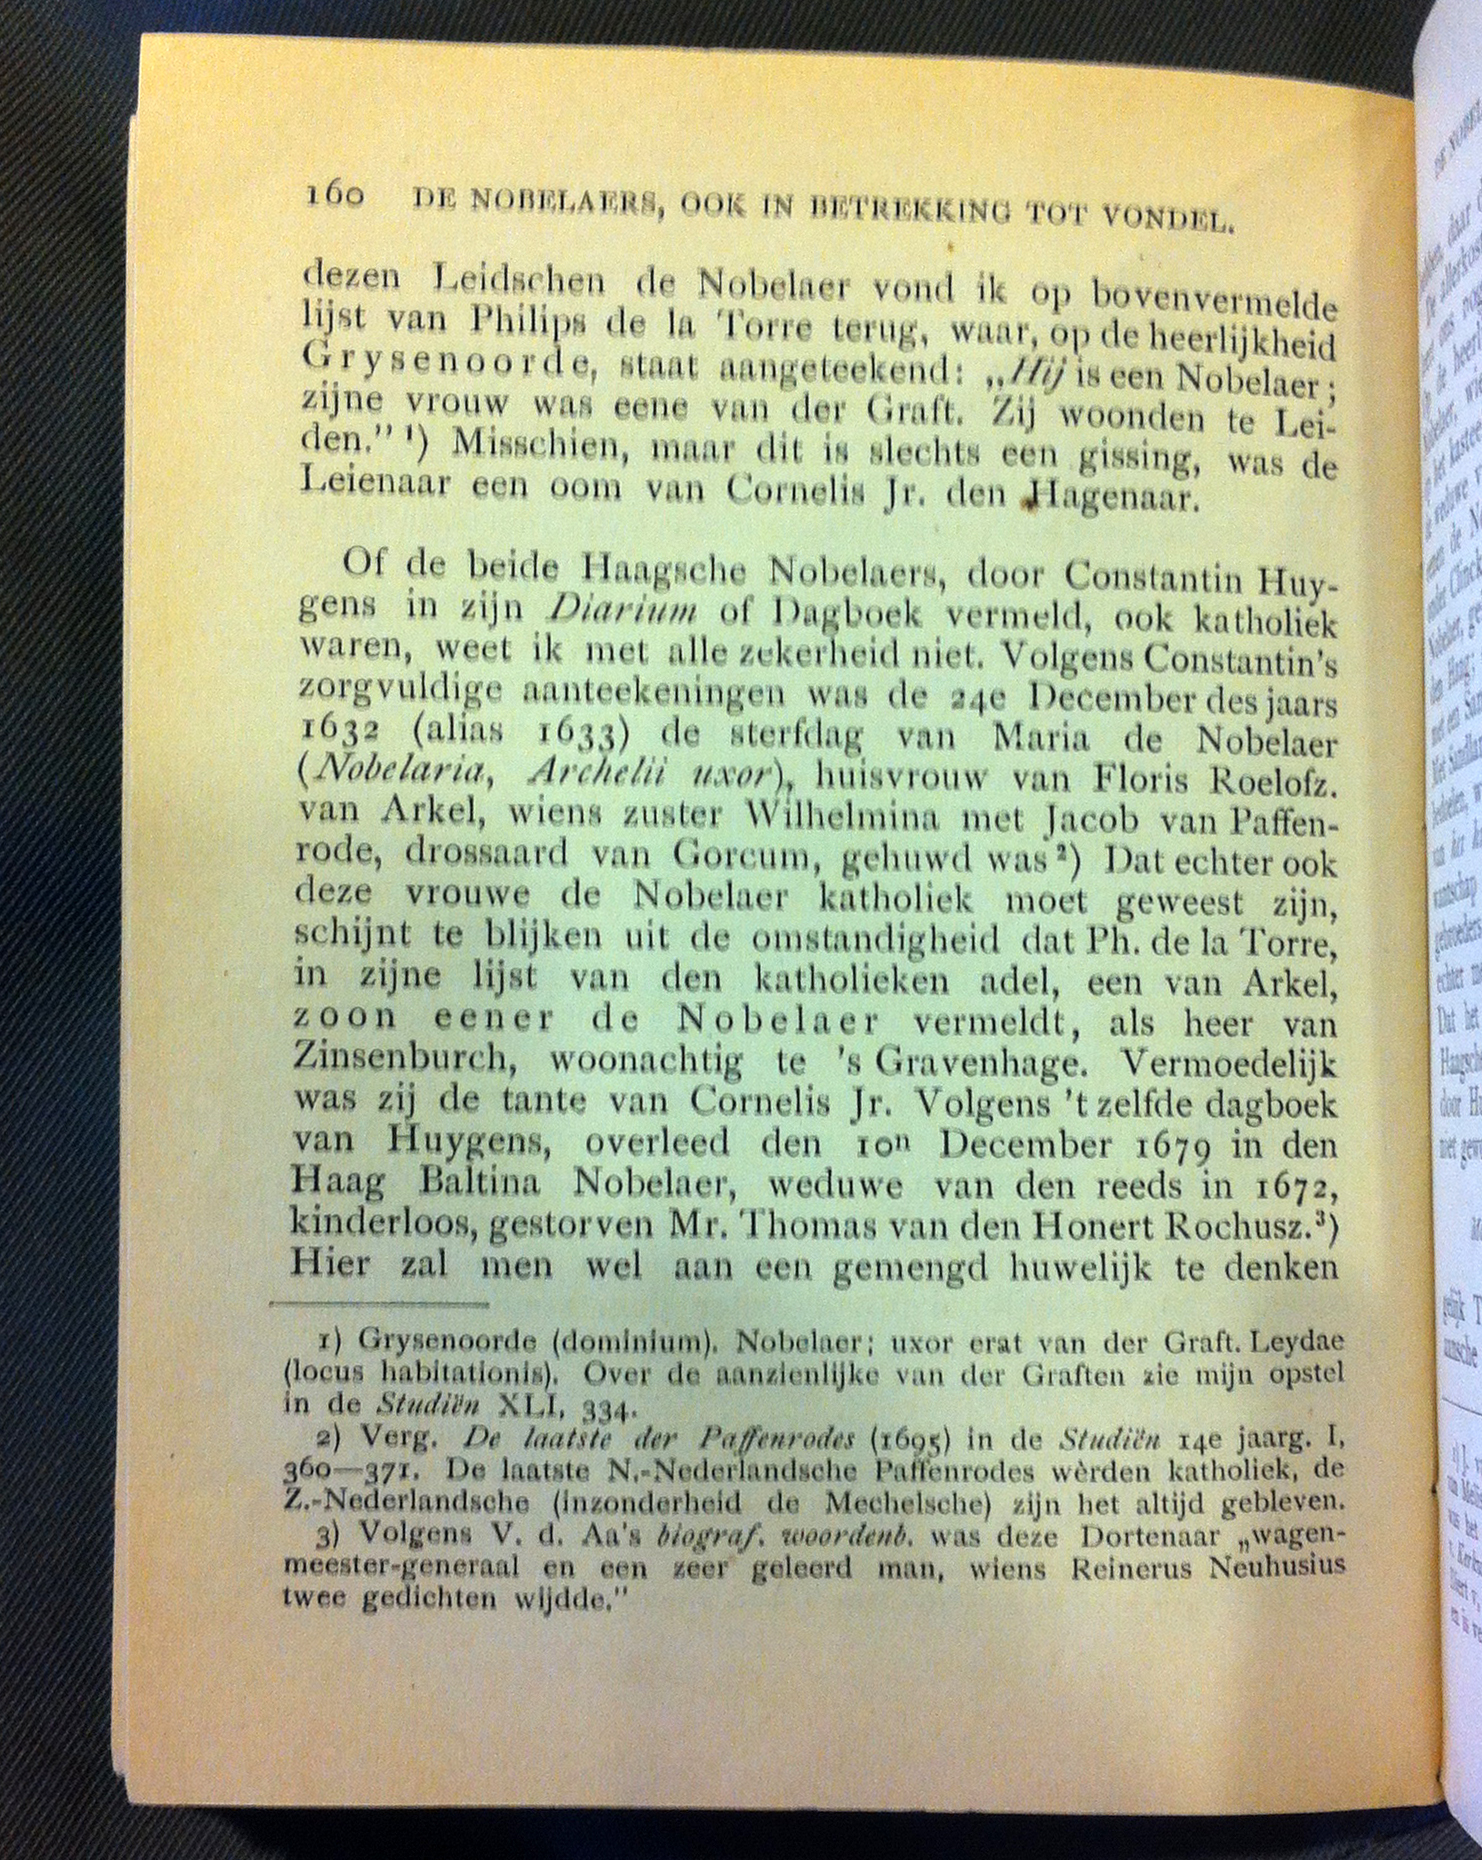 160 DE NOBELAERS, OOK IN BETREKKING TOT VONDEL.
dezen Leidschen de Nobelaer vond ik op bovenvermelde
lijst van Philips de la Torre terug, waar, op de heerlijkheid
Grysenoorde, staat aangeteekend: „Hij is een Nobelaer;
zijne vrouw was eene van der Graft. Zij woonden te Lei-
den." 1) Misschien, maar dit is slechts een gissing, was de
Leienaar een oom van Cornelis Jr. den Hagenaar.
Of de beide Haagsche Nobelaers, door Constantin Huy-
gens in zijn Diarium of Dagboek vermeld, ook katholiek
waren, weet ik met alle zekerheid niet. Volgens Constantin's
zorgvuldige aanteekeningen was de 24e December des jaars
1632 (alias 1633) de sterfdag van Maria de Nobelaer
(Nobelaria, Archelii uxor), huisvrouw van Floris Roelofz.
van Arkel, wiens zuster Wilhelmina met Jacob van Paffen-
rode, drossaard van Gorcum, gehuwd was 2) Dat echter ook
deze vrouwe de Nobelaer katholiek moet geweest zijn,
schijnt te blijken uit de omstandigheid dat Ph. de la Torre,
in zijne lijst van den katholieken adel, een van Arkel,
zoon eener de Nobelaer vermeldt, als heer van
Zinsenburch, woonachtig te 's Gravenhage. Vermoedelijk
was zij de tante van Cornelis Jr. Volgens 't zelfde dagboek
van Huygens, overleed den 10n December 1679 in den
Haag Baltina Nobelaer, weduwe van den reeds in 1672,
kinderloos, gestorven Mr. Thomas van den Honert Rochusz.3)
Hier zal men wel aan een gemengd huwelijk te denken
1) Grysenoorde (dominium). Nobelaer; uxor erat van der Graft. Leydae
(locus habitationis). Over de aanzienlijke van der Graften zie mijn opstel
in de Studiën XLI, 334.
2) Verg. De laatste der Paffenrodes (1695) in de Studiën 14e jaarg. I,
360—371. De laatste N.-Nederlandsche Paffenrodes wèrden katholiek, de
Z.-Nederlandsche (inzonderheid de Mechelsche) zijn het altijd gebleven.
3) Volgens V. d. Aa's biograf. woordenb. was deze Dortenaar „wagen-
meester-generaal en een zeer geleerd man, wiens Reinerus Neuhusius
twee gedichten wijdde."